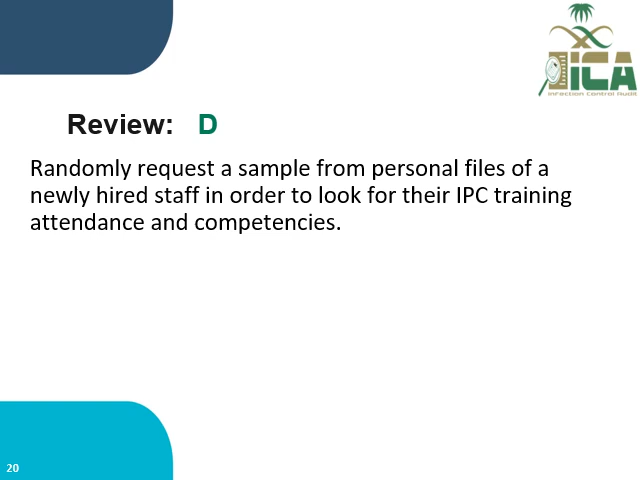 iCA
Infection Control Audit
Review: D
Randomly request a sample from personal files of a
newly hired staff in order to look for their IPC training
attendance and competencies.
20